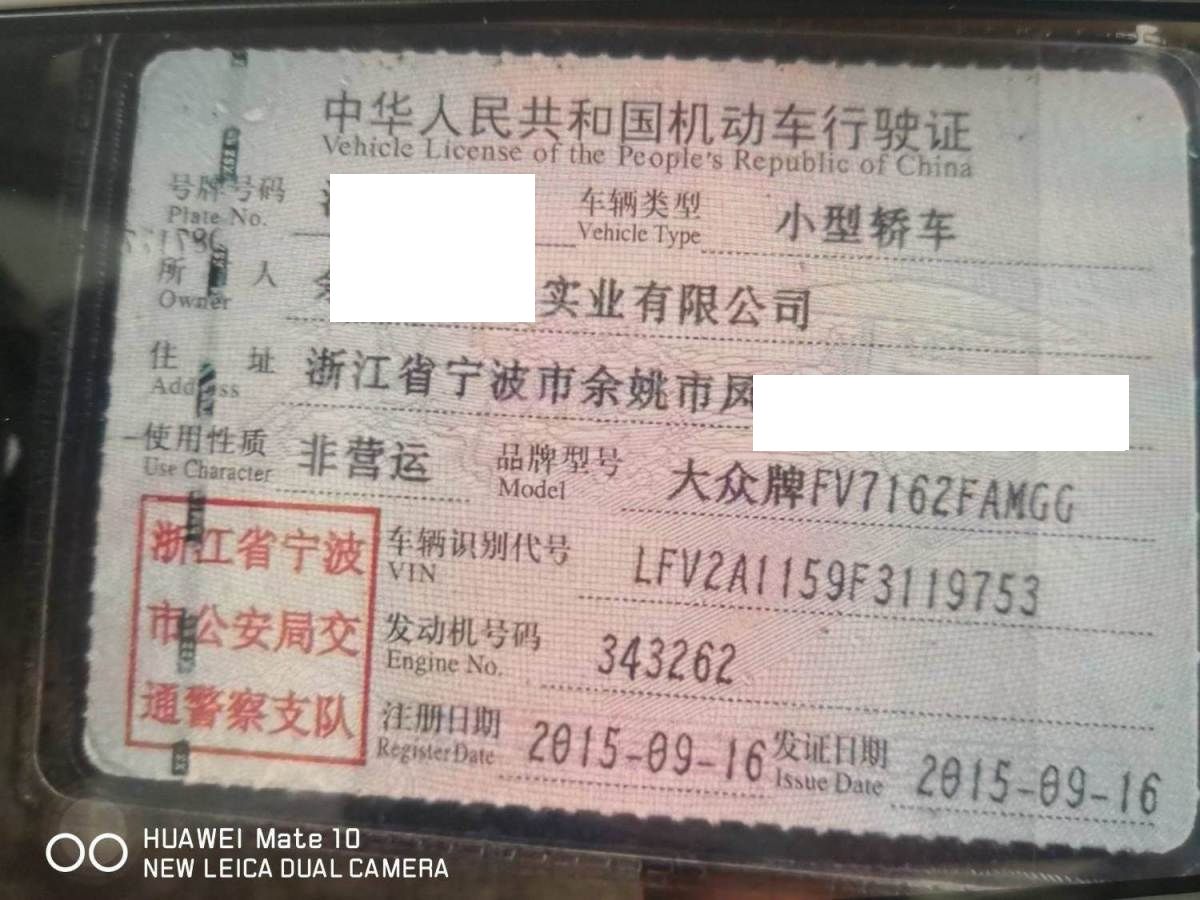 中华人民共和国机动车行驶证
Vehicle License of the People's Republic of China
号牌号码
Plate No.
车辆类型 小型轿车
Vehicle Type
所 人 实业有限公司
Owner
住 址 浙江省宁波市余姚市凤
Address
使用性质 非营运 品牌型号 大众牌FV7162FAMGG
Use Character Model
浙江省宁波
市公安局交
通警察支队
车辆识别代号 LFV2A1159F3119753
VIN
发动机号码 343262
Engine No.
注册日期 2015-09-16 发证日期 2015-09-16
Register Date Issue Date
HUAWEI Mate 10
NEW LEICA DUAL CAMERA